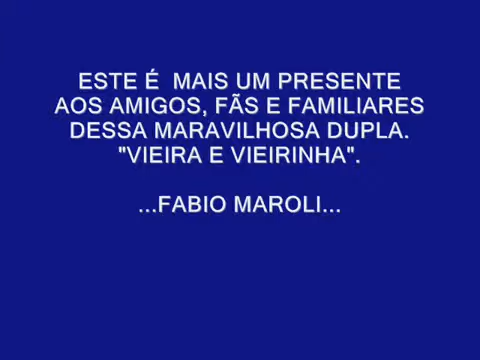 ESTE É  MAIS UM PRESENTE
AOS AMIGOS, FÃS E FAMILIARES
DESSA MARAVILHOSA DUPLA.
"VIEIRA E VIEIRINHA".
...FABIO MAROLI...